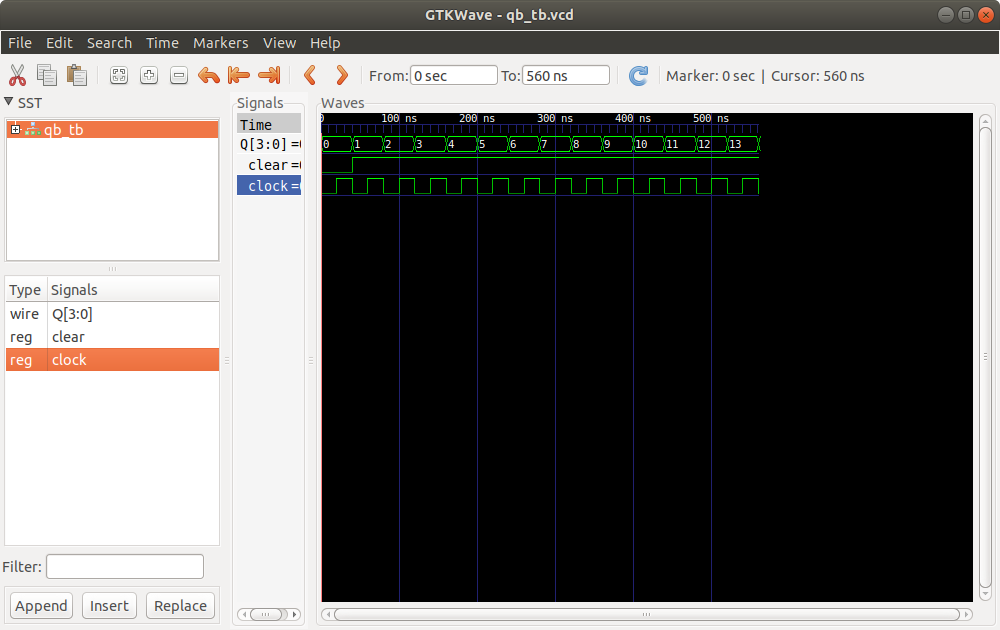 GTKWave - qb_tb.vcd
File Edit Search Time Markers View Help
From: 0 sec To: 560 ns Marker: 0 sec | Cursor: 560 ns
SST
qb_tb
Type Signals
wire Q[3:0]
reg clear
reg clock
Filter:
Append Insert Replace
Signals
Time
Q[3:0] =
clear =
clock =
Waves
0 100 ns 200 ns 300 ns 400 ns 500 ns
0 1 2 3 4 5 6 7 8 9 10 11 12 13